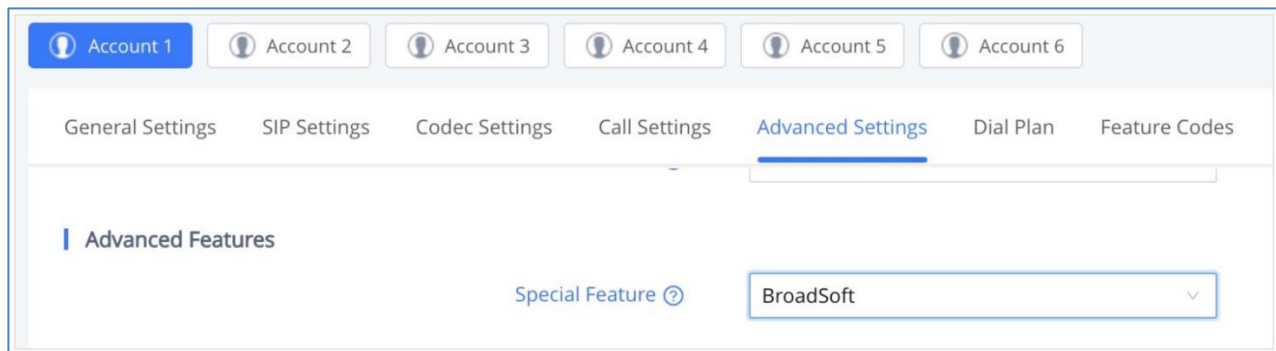 Account 1 Account 2 Account 3 Account 4 Account 5 Account 6
General Settings SIP Settings Codec Settings Call Settings Advanced Settings Dial Plan Feature Codes
Advanced Features
Special Feature BroadSoft